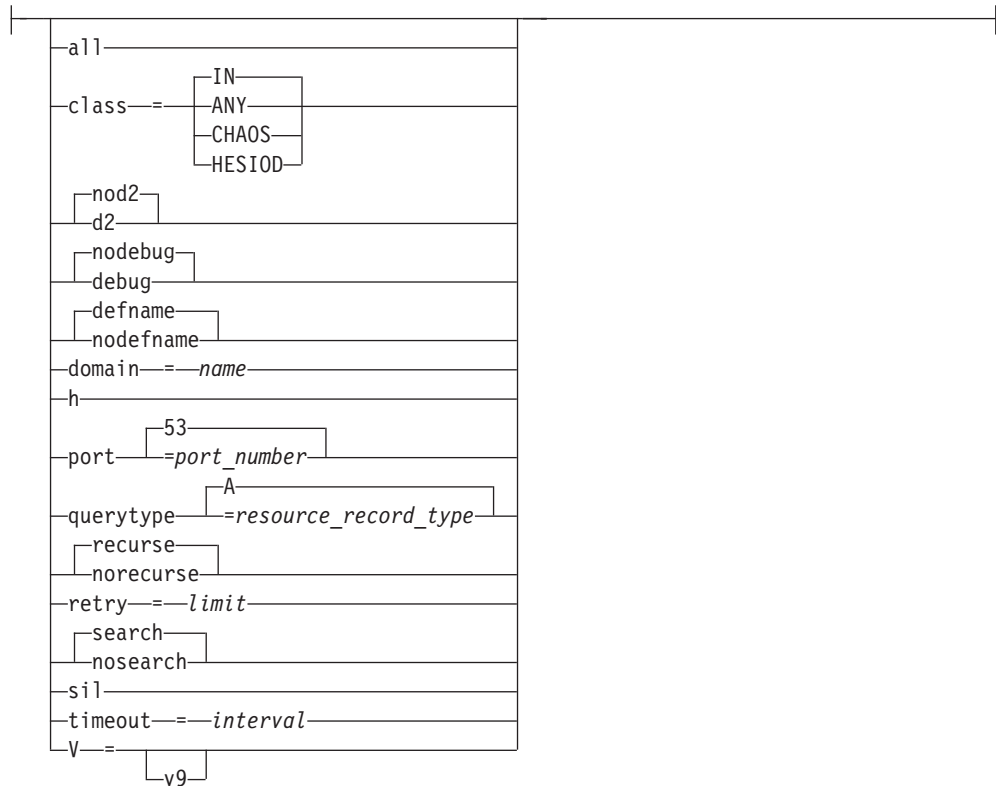 all
IN
class = ANY
CHAOS
HESIOD
nod2
d2
nodebug
debug
defname
nodefname
domain = name
h
53
port =port_number
A
querytype =resource_record_type
recurse
norecurse
retry = limit
search
nosearch
sil
timeout = interval
V =
v9